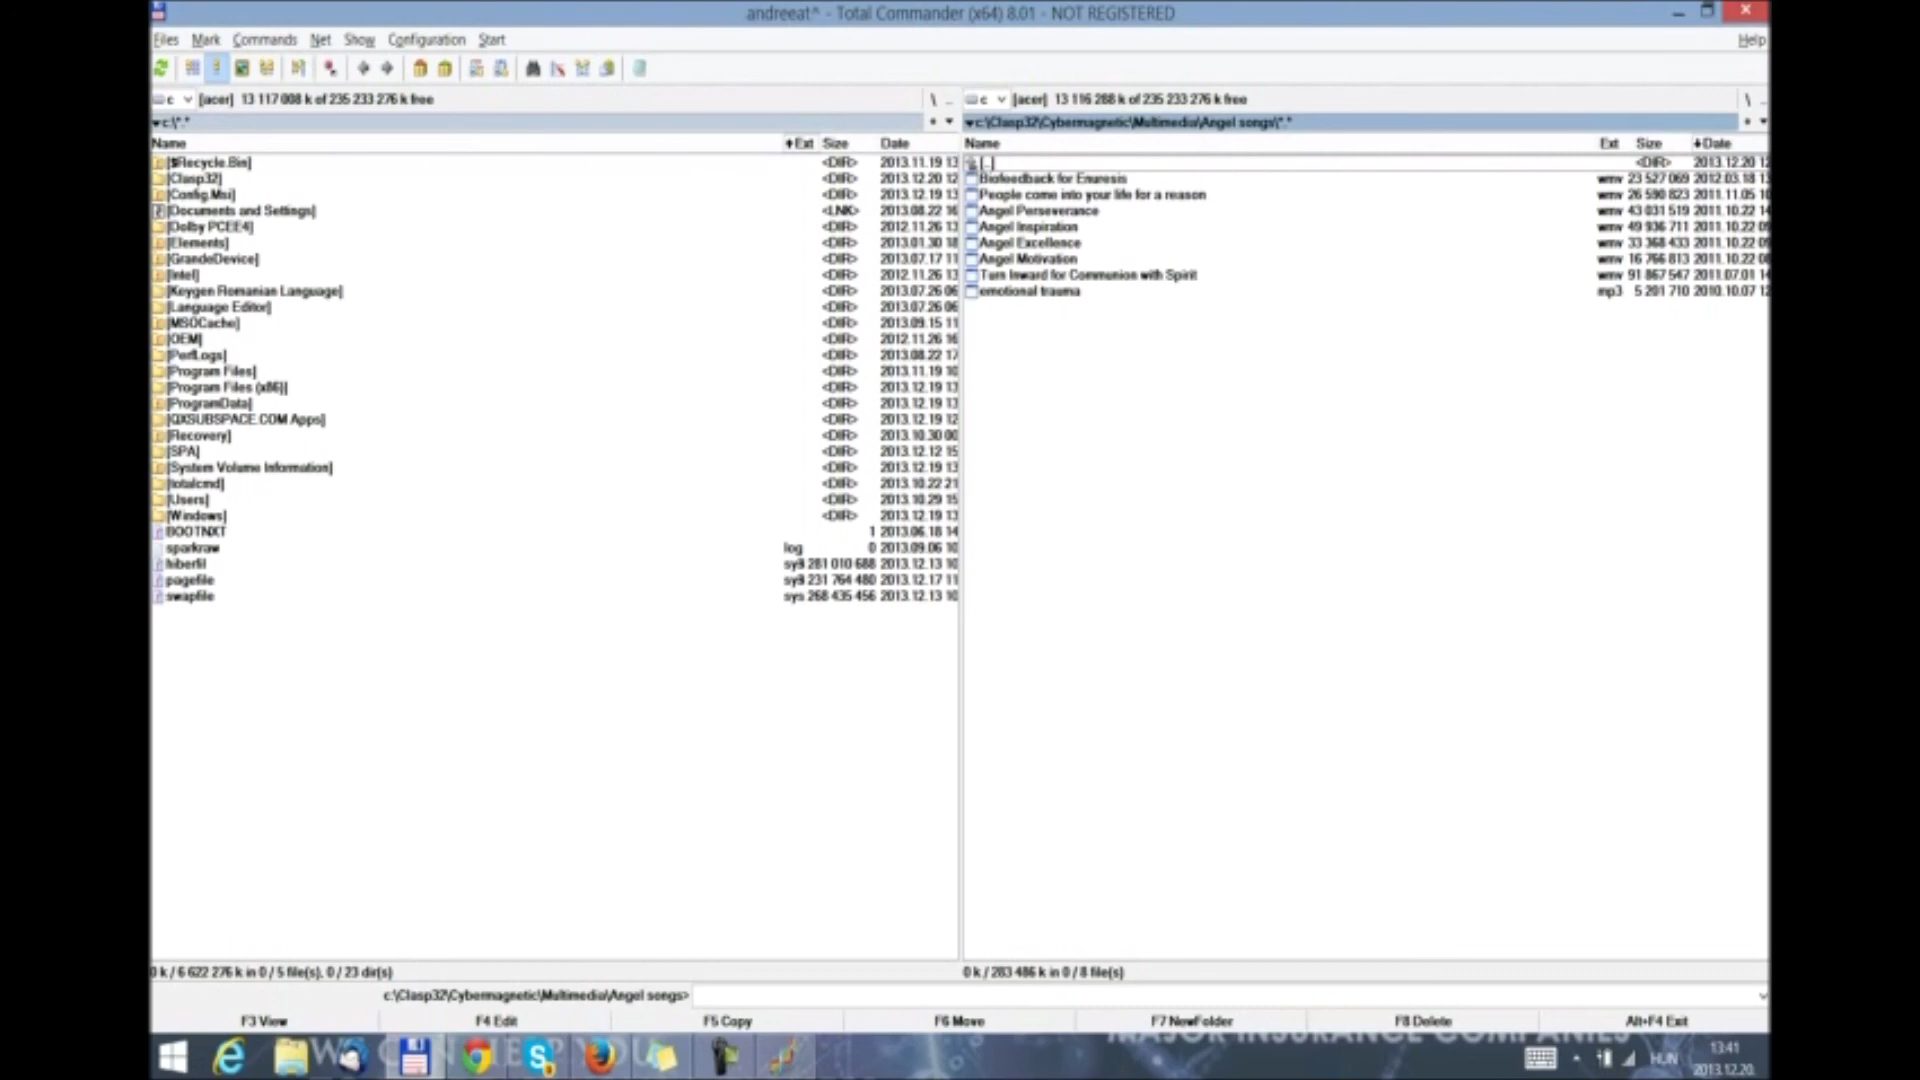 andreeat^ - Total Commander (x64) 8.01 - NOT REGISTERED
Files Mark Commands Net Show Configuration Start Help
c [acer] 13 117 008 k of 235 233 276 k free \ ..
c:\*.* * ▼
Name Ext Size Date
[$Recycle.Bin] <DIR> 2013.11.19 13
[Clasp32] <DIR> 2013.12.20 12
[Config.Msi] <DIR> 2013.12.19 13
[Documents and Settings] <LNK> 2013.08.22 16
[Dolby PCEE4] <DIR> 2012.11.26 13
[Elements] <DIR> 2013.01.30 18
[GrandeDevice] <DIR> 2013.07.17 11
[Intel] <DIR> 2012.11.26 13
[Keygen Romanian Language] <DIR> 2013.07.26 06
[Language Editor] <DIR> 2013.07.26 06
[MSOCache] <DIR> 2013.09.15 11
[OEM] <DIR> 2012.11.26 16
[PerfLogs] <DIR> 2013.08.22 17
[Program Files] <DIR> 2013.11.19 10
[Program Files (x86)] <DIR> 2013.12.19 13
[ProgramData] <DIR> 2013.12.19 13
[QXSUBSPACE.COM Apps] <DIR> 2013.12.19 12
[Recovery] <DIR> 2013.10.30 00
[SPA] <DIR> 2013.12.12 15
[System Volume Information] <DIR> 2013.12.19 13
[totalcmd] <DIR> 2013.10.22 21
[Users] <DIR> 2013.10.29 15
[Windows] <DIR> 2013.12.19 13
BOOTNXT 1 2013.06.18 14
sparkraw log 0 2013.09.06 10
hiberfil 281 010 688 2013.12.13 10
pagefile 231 764 480 2013.12.17 11
swapfile sys 268 435 456 2013.12.13 10
0 k / 6 622 276 k in 0 / 5 file(s), 0 / 23 dir(s)
c [acer] 13 116 288 k of 235 233 276 k free \ ..
c:\Clasp32\Cybermagnetic\Multimedia\Angel songs\*.* * ▼
Name Ext Size Date
[..] <DIR> 2013.12.20 12
Biofeedback for Enuresis wmv 23 527 069 2012.03.18 13
People come into your life for a reason wmv 26 590 823 2011.11.05 10
Angel Perseverance wmv 43 031 519 2011.10.22 14
Angel Inspiration wmv 49 936 711 2011.10.22 09
Angel Excellence wmv 33 368 433 2011.10.22 09
Angel Motivation wmv 16 766 813 2011.10.22 08
Turn Inward for Communion with Spirit wmv 91 867 547 2011.07.01 14
emotional trauma mp3 5 201 710 2010.10.07 12
0 k / 283 486 k in 0 / 8 file(s)
c:\Clasp32\Cybermagnetic\Multimedia\Angel songs>
F3 View F4 Edit F5 Copy F6 Move F7 NewFolder F8 Delete Alt+F4 Exit
MAJOR INSURANCE COMPANIES
HUN
13:41
2013.12.20.